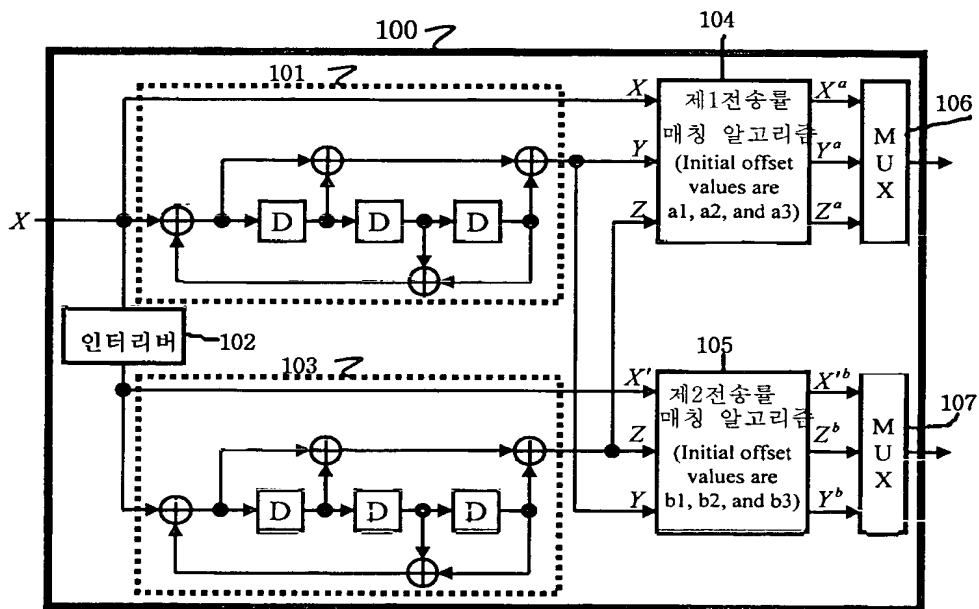 100
101
104
X
제1전송률
매칭 알고리즘
(Initial offset
values are
a1, a2, and a3)
X^a
Y
Y^a
Z
Z^a
M
U
X
106
X
D
D
D
인터리버
102
103
105
X'
제2전송률
매칭 알고리즘
(Initial offset
values are
b1, b2, and b3)
X'^b
Z
Z^b
Y
Y^b
M
U
X
107
D
D
D